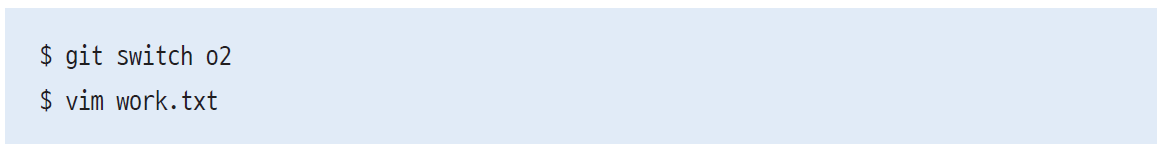 $ git switch o2
$ vim work.txt